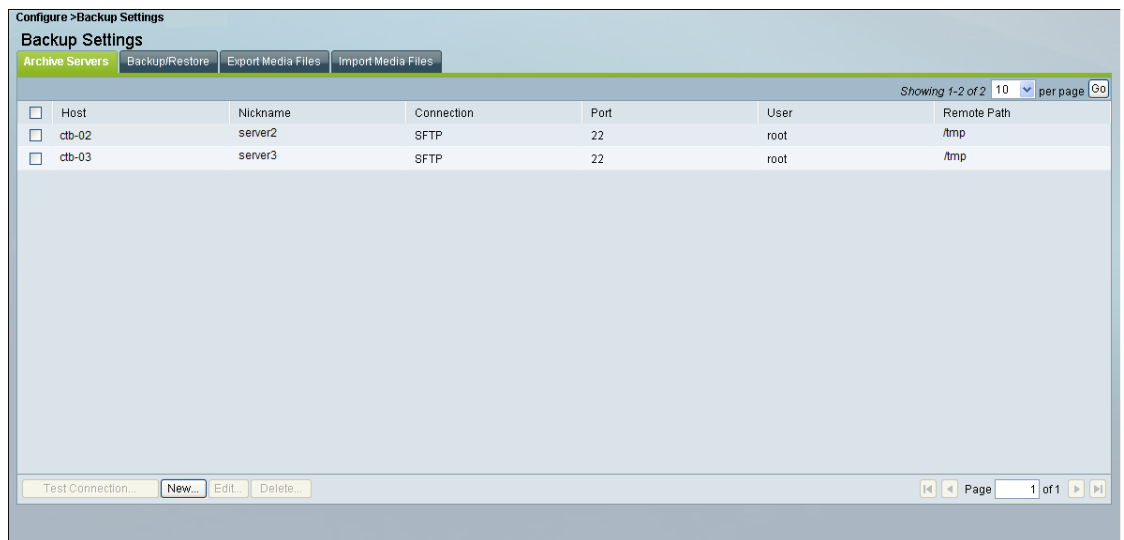 Configure >Backup Settings
Backup Settings
Archive Servers Backup/Restore Export Media Files Import Media Files
Showing 1-2 of 2 10 per page Go
Host Nickname Connection Port User Remote Path
ctb-02 server2 SFTP 22 root /tmp
ctb-03 server3 SFTP 22 root /tmp
Test Connection... New... Edit... Delete... Page 1 of 1